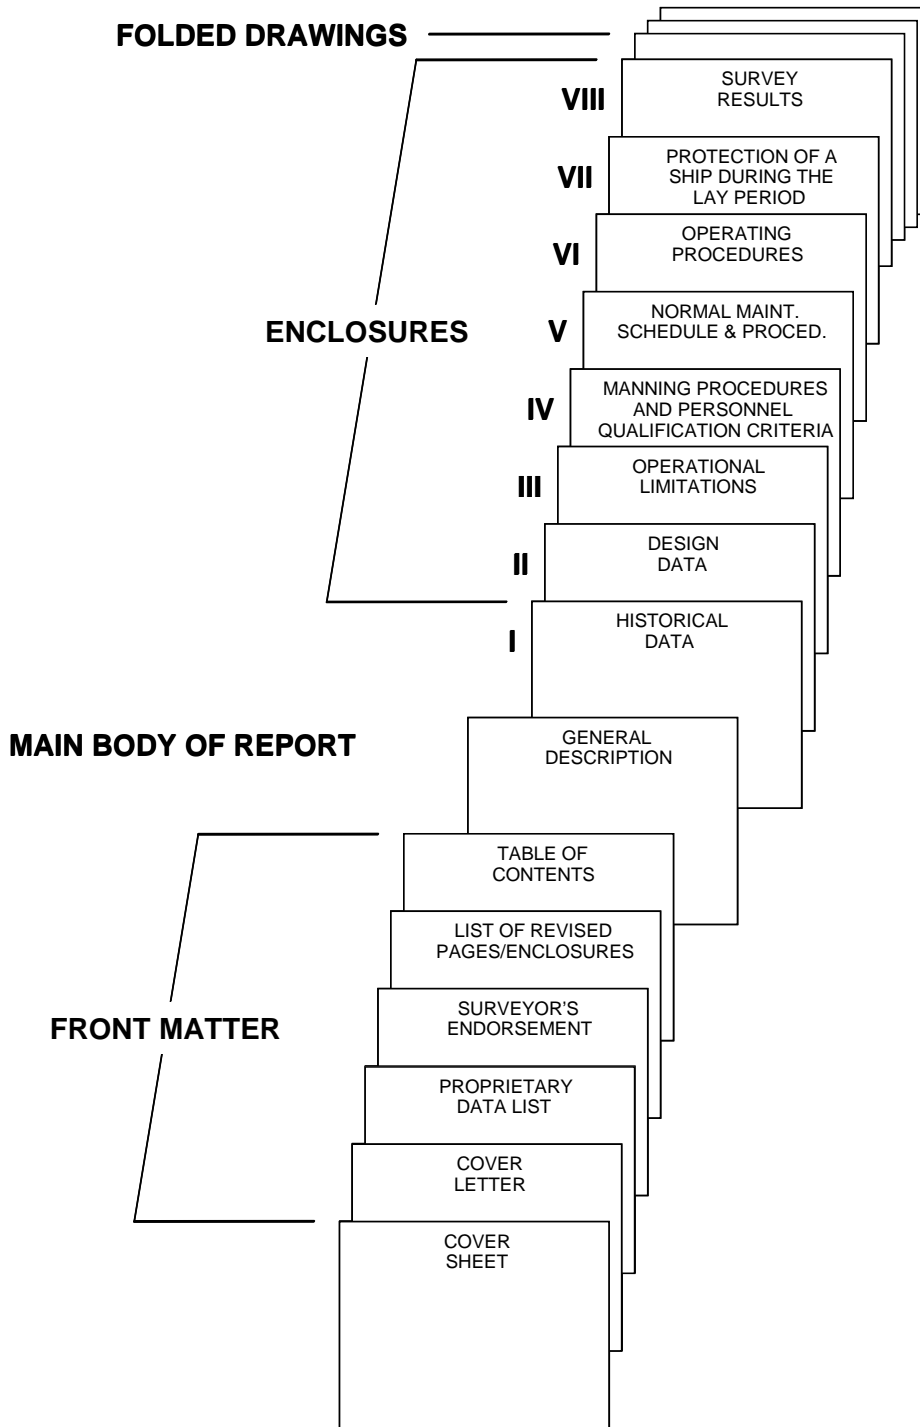 FOLDED DRAWINGS
SURVEY
RESULTS
VIII
PROTECTION OF A
SHIP DURING THE
LAY PERIOD
VII
OPERATING
PROCEDURES
VI
ENCLOSURES
NORMAL MAINT.
SCHEDULE & PROCED.
V
MANNING PROCEDURES
AND PERSONNEL
QUALIFICATION CRITERIA
IV
OPERATIONAL
LIMITATIONS
III
DESIGN
DATA
II
HISTORICAL
DATA
I
MAIN BODY OF REPORT
GENERAL
DESCRIPTION
TABLE OF
CONTENTS
LIST OF REVISED
PAGES/ENCLOSURES
FRONT MATTER
SURVEYOR'S
ENDORSEMENT
PROPRIETARY
DATA LIST
COVER
LETTER
COVER
SHEET